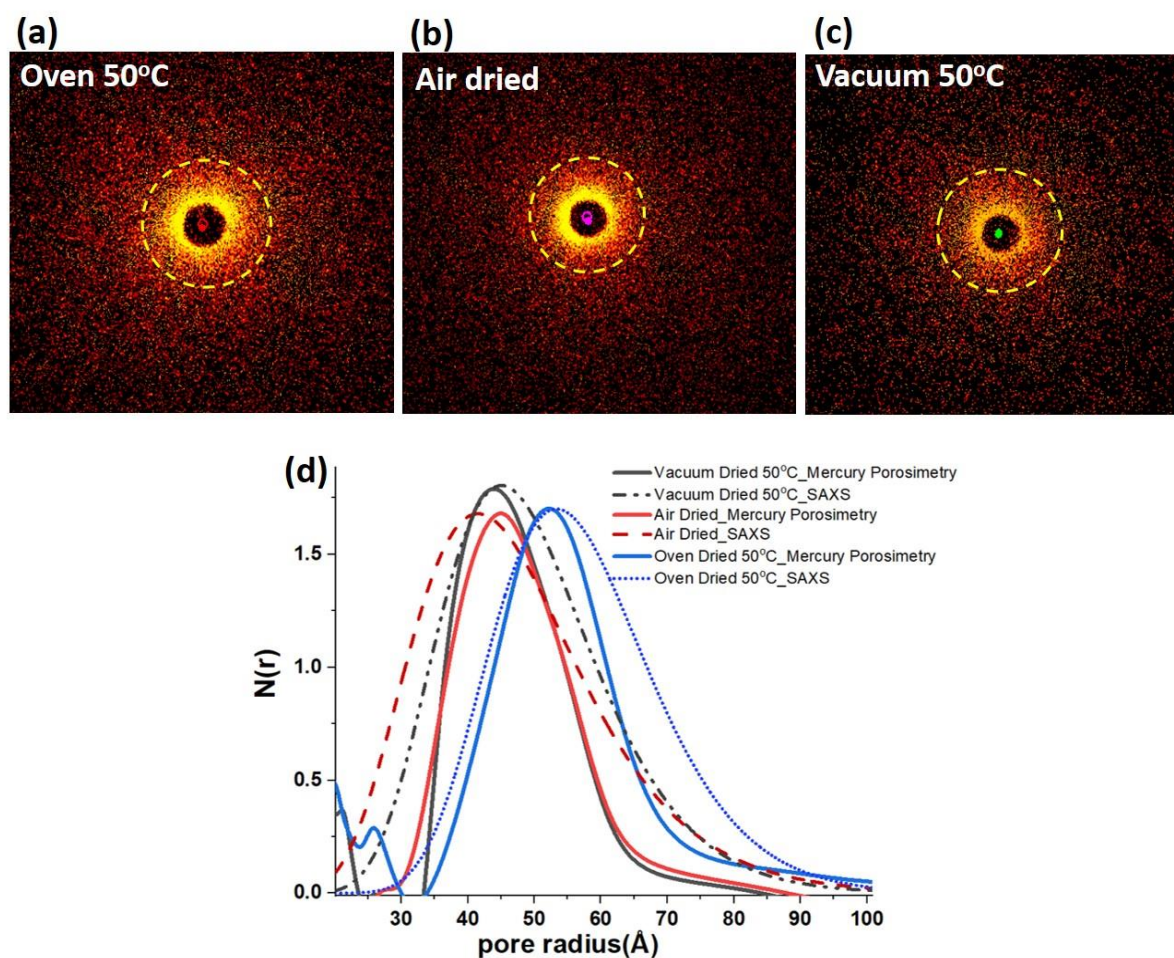 (a)
Oven 50°C
(b)
Air dried
(c)
Vacuum 50°C
(d)
Vacuum Dried 50°C_Mercury Porosimetry
Vacuum Dried 50°C_SAXS
Air Dried_Mercury Porosimetry
Air Dried_SAXS
Oven Dried 50°C_Mercury Porosimetry
Oven Dried 50°C_SAXS
N(r)
1.5
1.0
0.5
0.0
30 40 50 60 70 80 90 100
pore radius(Å)